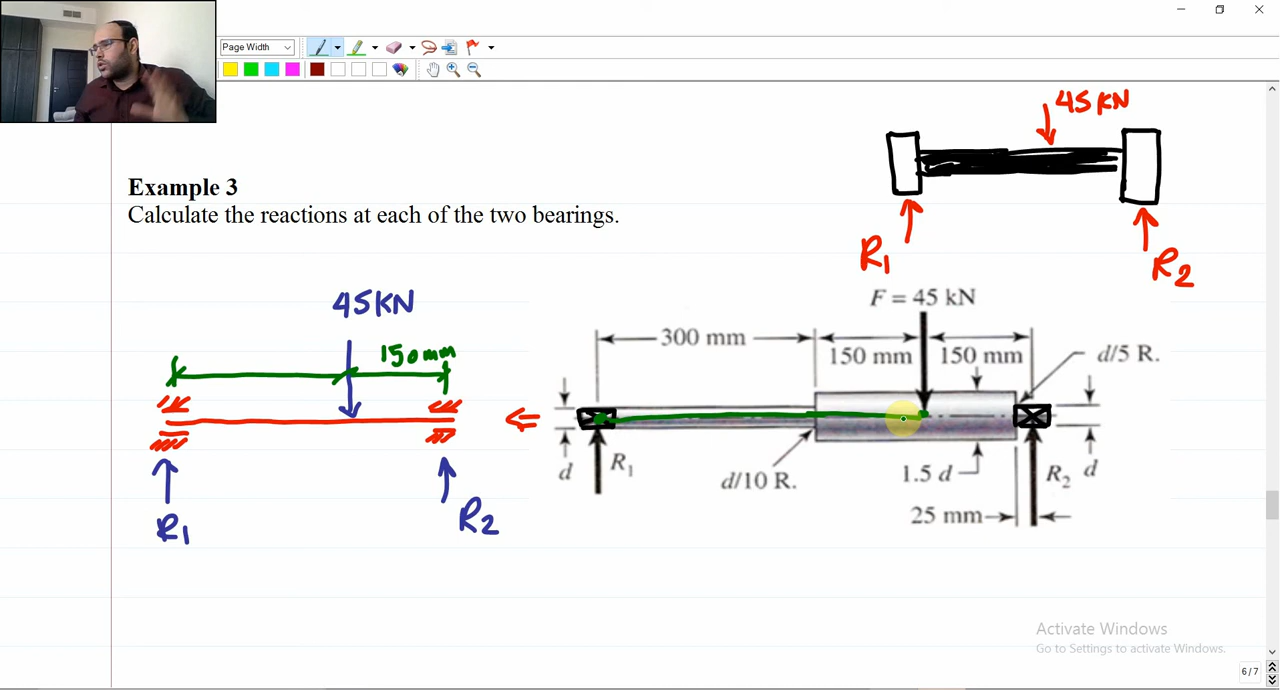 Page Width
45 KN
Example 3
Calculate the reactions at each of the two bearings.
R1
R2
45KN
F = 45 kN
300 mm
150 mm
150 mm
150mm
d/5 R.
d
R1
d/10 R.
1.5 d
R2
d
R1
R2
25 mm
Activate Windows
Go to Settings to activate Windows.
6/7